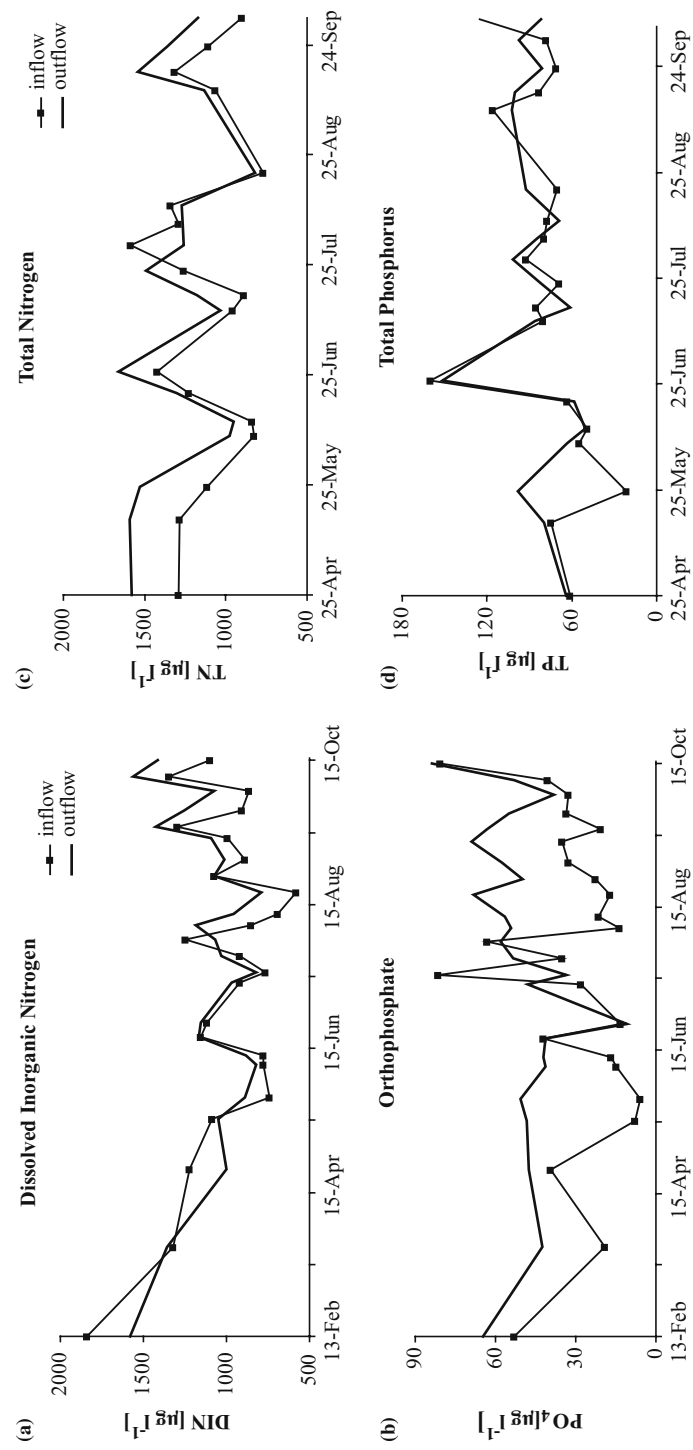 (a)
Dissolved Inorganic Nitrogen
inflow
outflow
DIN [µg l-1]
2000
1500
1000
500
13-Feb
15-Apr
15-Jun
15-Aug
15-Oct
(b)
Orthophosphate
PO4[µg l-1]
90
60
30
0
13-Feb
15-Apr
15-Jun
15-Aug
15-Oct
(c)
Total Nitrogen
inflow
outflow
TN [µg l-1]
2000
1500
1000
500
25-Apr
25-May
25-Jun
25-Jul
25-Aug
24-Sep
(d)
Total Phosphorus
TP [µg l-1]
180
120
60
0
25-Apr
25-May
25-Jun
25-Jul
25-Aug
24-Sep